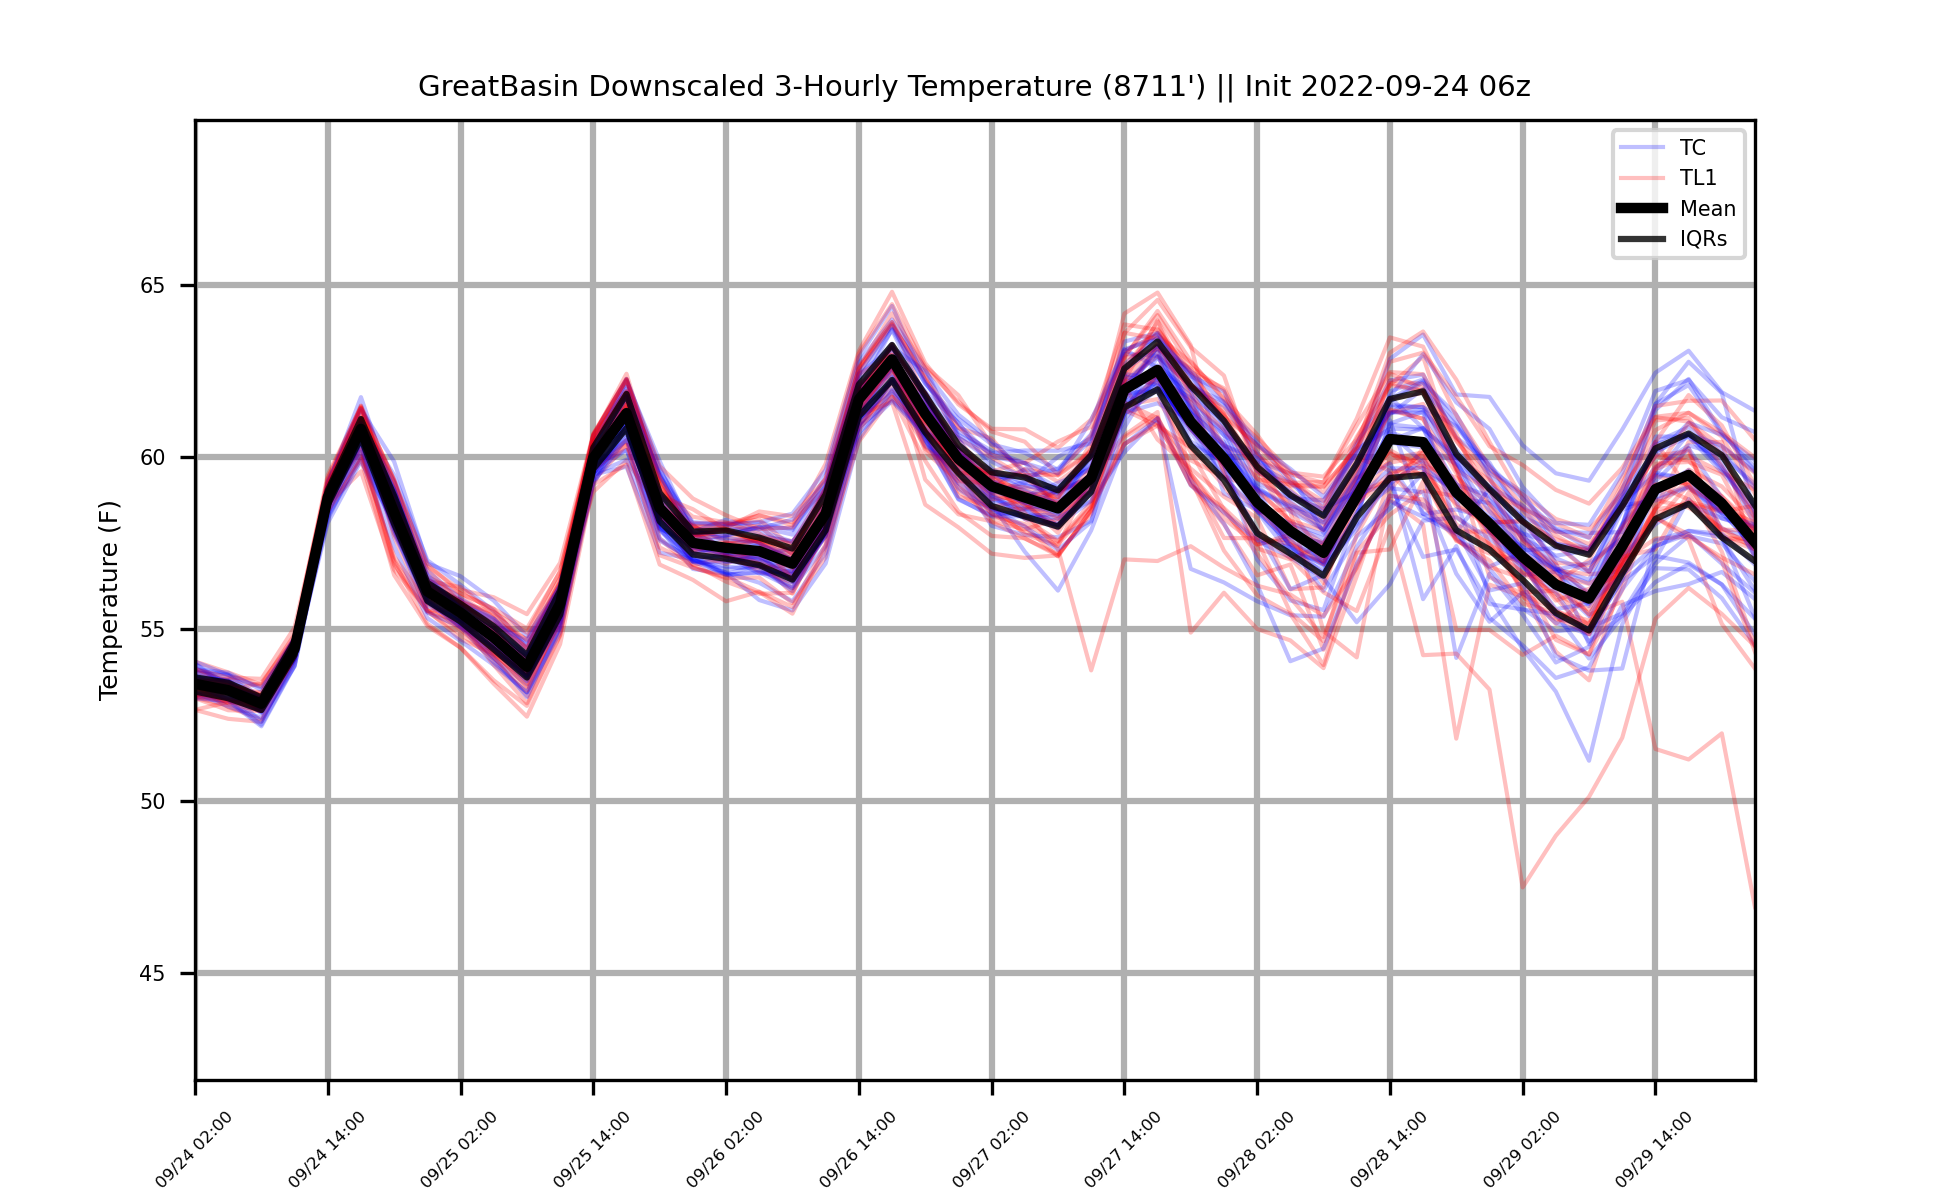 GreatBasin Downscaled 3-Hourly Temperature (8711') || Init 2022-09-24 06z
TC
TL1
Mean
IQRs
65
60
55
50
45
Temperature (F)
09/24 02:00
09/24 14:00
09/25 02:00
09/25 14:00
09/26 02:00
09/26 14:00
09/27 02:00
09/27 14:00
09/28 02:00
09/28 14:00
09/29 02:00
09/29 14:00